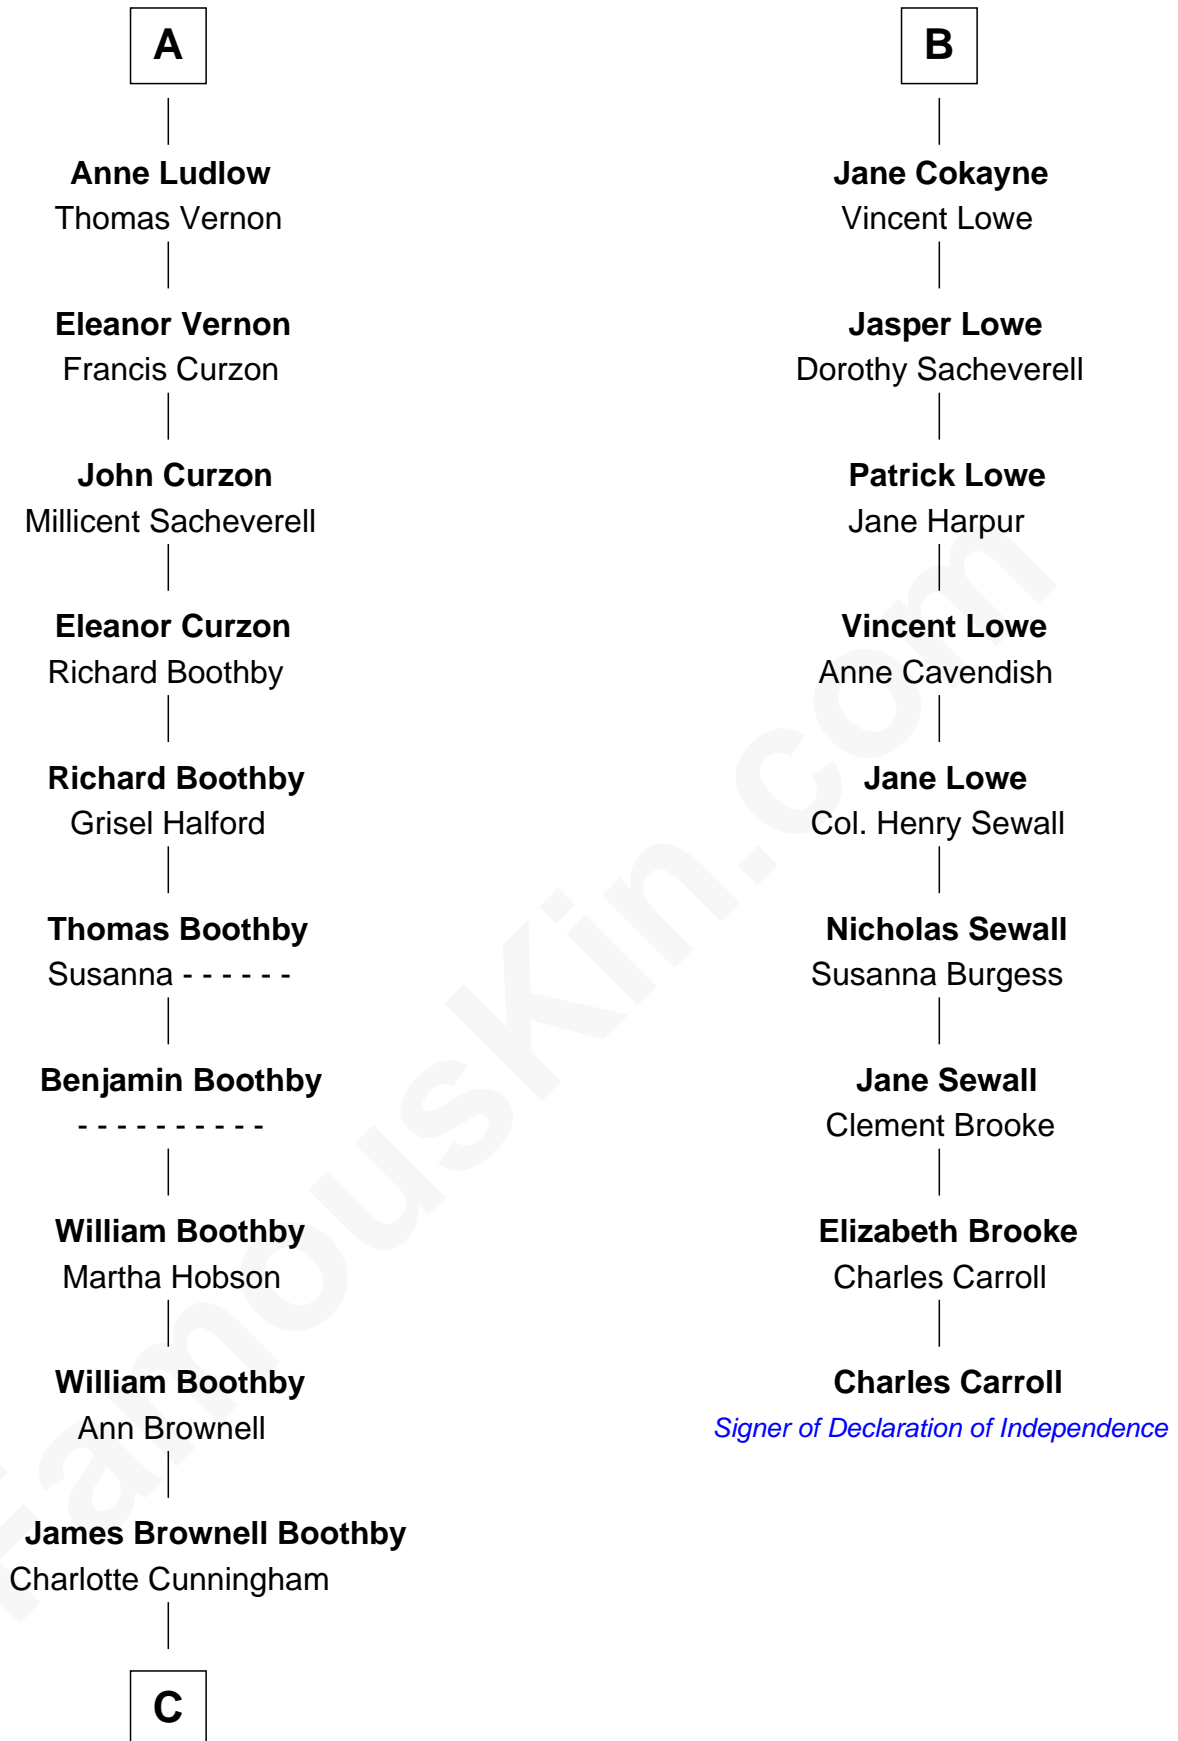 A
Anne Ludlow
Thomas Vernon
Eleanor Vernon
Francis Curzon
John Curzon
Millicent Sacheverell
Eleanor Curzon
Richard Boothby
Richard Boothby
Grisel Halford
Thomas Boothby
Susanna - - - - - -
Benjamin Boothby
- - - - - - - - - -
William Boothby
Martha Hobson
William Boothby
Ann Brownell
James Brownell Boothby
Charlotte Cunningham
C
B
Jane Cokayne
Vincent Lowe
Jasper Lowe
Dorothy Sacheverell
Patrick Lowe
Jane Harpur
Vincent Lowe
Anne Cavendish
Jane Lowe
Col. Henry Sewall
Nicholas Sewall
Susanna Burgess
Jane Sewall
Clement Brooke
Elizabeth Brooke
Charles Carroll
Charles Carroll
Signer of Declaration of Independence
FamousKin.com